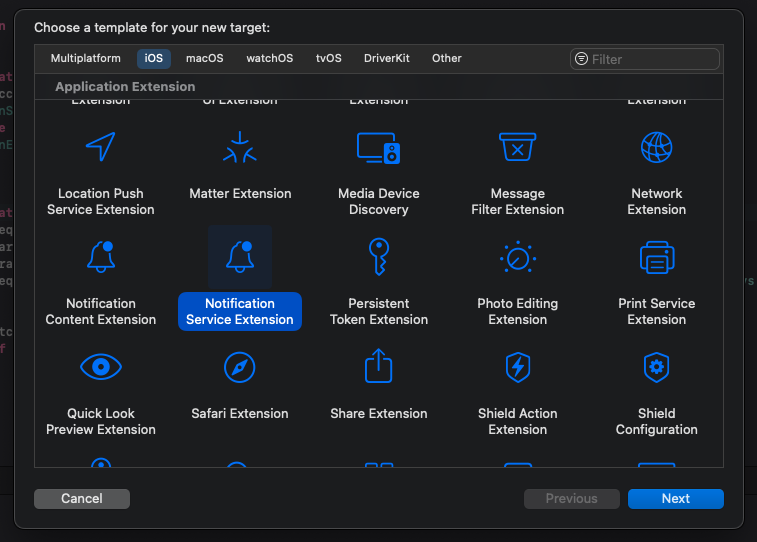 Choose a template for your new target:
Multiplatform iOS macOS watchOS tvOS DriverKit Other Filter
Application Extension
Extension UI Extension Extension Extension
Location Push Matter Extension Media Device Message Network
Service Extension Discovery Filter Extension Extension
Notification Notification Persistent Photo Editing Print Service
Content Extension Service Extension Token Extension Extension Extension
Quick Look Safari Extension Share Extension Shield Action Shield
Preview Extension Extension Configuration
Cancel Previous Next